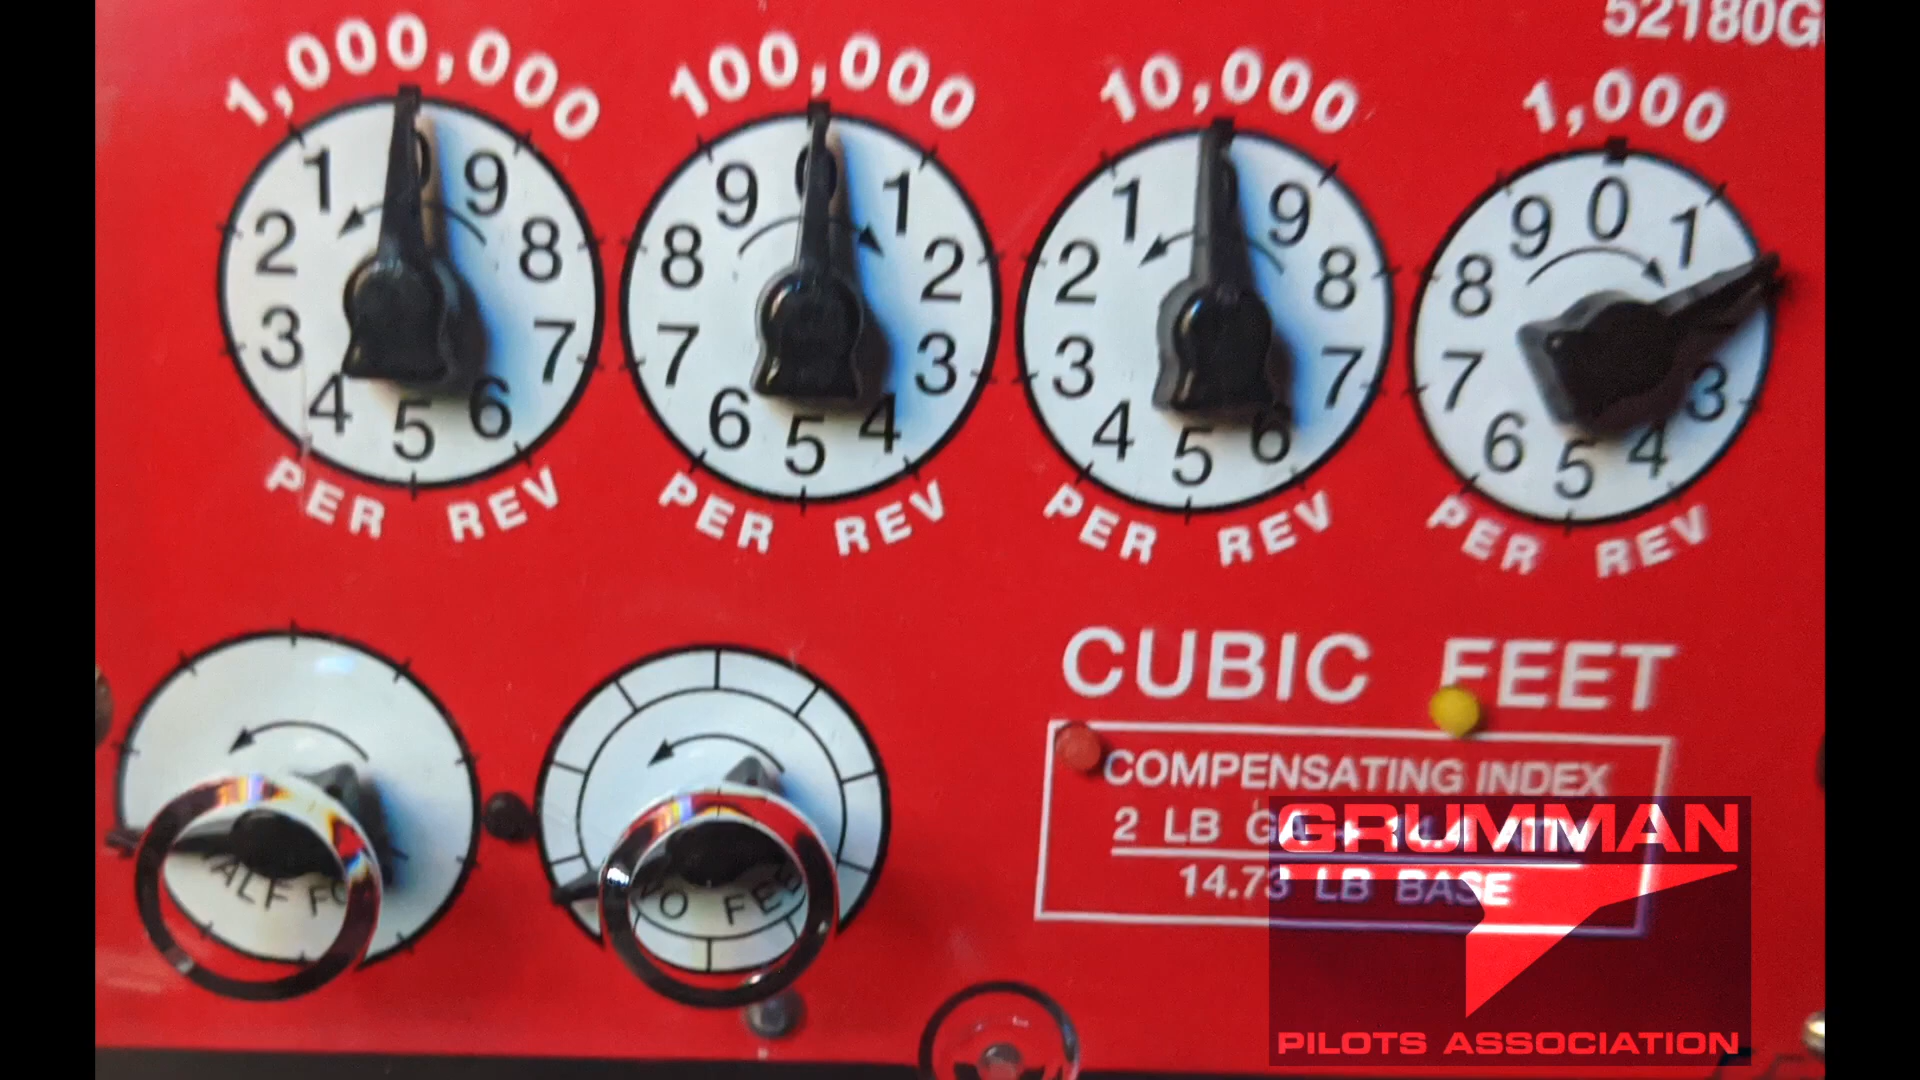 52180G
1,000,000 100,000 10,000 1,000
1 0 9 2 8 3 7 4 5 6
9 0 1 8 2 7 3 6 5 4
1 0 9 2 8 3 7 4 5 6
9 0 1 8 7 3 6 5 4
PER REV PER REV PER REV PER REV
CUBIC FEET
COMPENSATING INDEX
2 LB
14.73 LB BASE
GRUMMAN
PILOTS ASSOCIATION